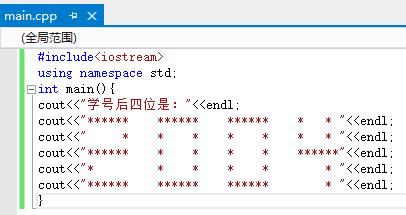 main.cpp ×
(全局范围)
#include<iostream>
using namespace std;
int main(){
cout<<"学号后四位是："<<endl;
cout<<"******   ******   ******    *   * "<<endl;
cout<<"     *   *    *   *    *    *   * "<<endl;
cout<<"******   *    *   *    *    ******"<<endl;
cout<<"*        *    *   *    *        * "<<endl;
cout<<"******   ******   ******        * "<<endl;
}